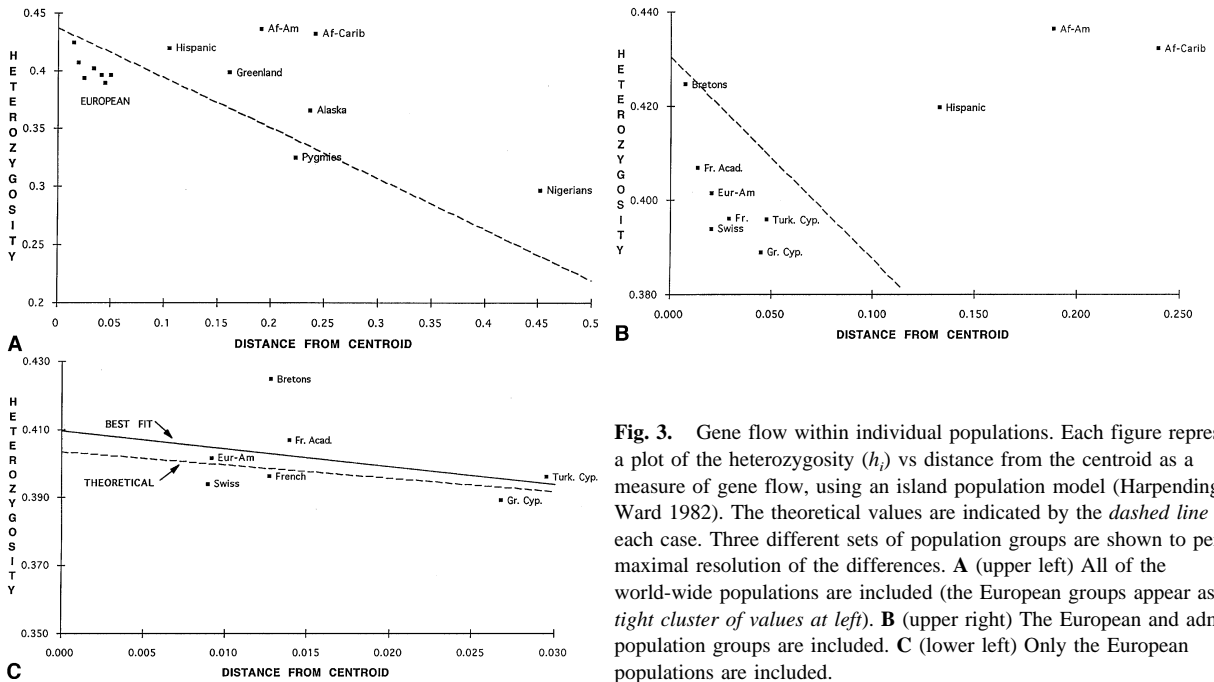 0.45
0.4
0.35
0.3
0.25
0.2
HETEROZYGOSITY
Af-Am
Af-Carib
Hispanic
Greenland
EUROPEAN
Alaska
Pygmies
Nigerians
0 0.05 0.1 0.15 0.2 0.25 0.3 0.35 0.4 0.45 0.5
DISTANCE FROM CENTROID
A
0.440
0.420
0.400
0.380
HETEROZYGOSITY
Af-Am
Af-Carib
Bretons
Hispanic
Fr. Acad.
Eur-Am
Fr.
Turk. Cyp.
Swiss
Gr. Cyp.
0.000 0.050 0.100 0.150 0.200 0.250
DISTANCE FROM CENTROID
B
0.430
0.410
0.390
0.370
0.350
HETEROZYGOSITY
Bretons
BEST FIT
Fr. Acad.
Eur-Am
THEORETICAL
Swiss
French
Turk. Cyp.
Gr. Cyp.
0.000 0.005 0.010 0.015 0.020 0.025 0.030
DISTANCE FROM CENTROID
C
Fig. 3. Gene flow within individual populations. Each figure repres
a plot of the heterozygosity (hi) vs distance from the centroid as a
measure of gene flow, using an island population model (Harpending
Ward 1982). The theoretical values are indicated by the dashed line
each case. Three different sets of population groups are shown to pe
maximal resolution of the differences. A (upper left) All of the
world-wide populations are included (the European groups appear as
tight cluster of values at left). B (upper right) The European and adm
population groups are included. C (lower left) Only the European
populations are included.